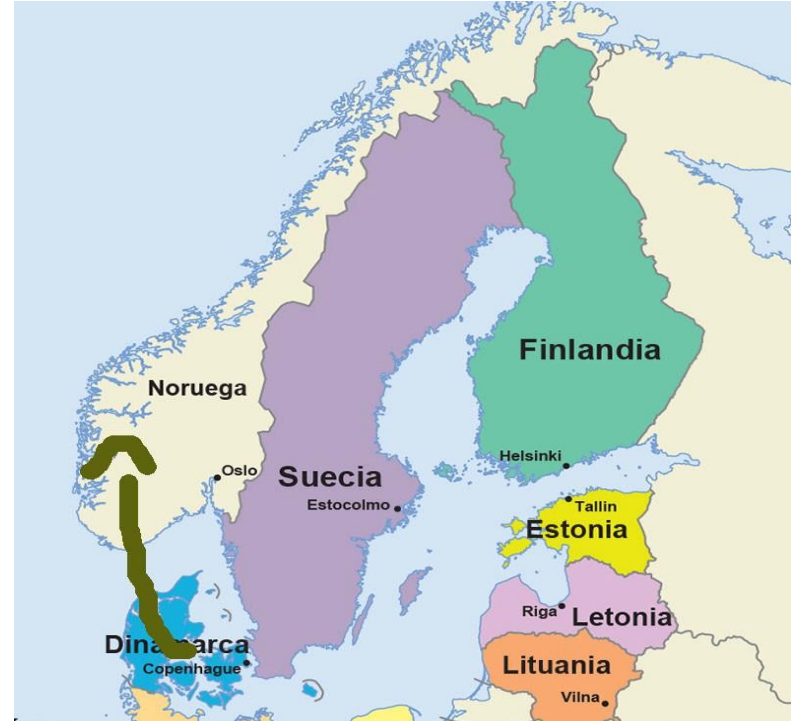 Finlandia
Noruega
Helsinki
Oslo
Suecia
Estocolmo
Tallin
Estonia
Riga
Letonia
Dinamarca
Copenhague
Lituania
Vilna